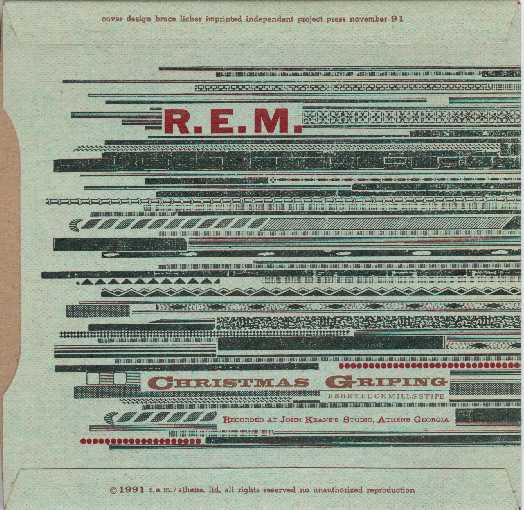 cover design bruce licher imprinted independent project press november 91
R.E.M.
CHRISTMAS GRIPING
BERRYBUCKMILLSSTIPE
RECORDED AT JOHN KEANE'S STUDIO, ATHENS GEORGIA
© 1991 r.e.m./athens, ltd. all rights reserved no unauthorized reproduction